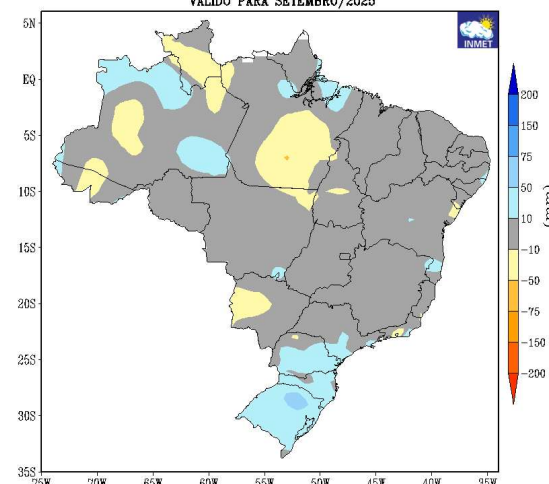 VALIDO PARA SETEMBRO/2025
5N
INMET
EQ
200
150
5S
75
50
10S
10
(mm)
15S
-10
-50
20S
-75
-150
25S
-200
30S
35S
75W 70W 65W 60W 55W 50W 45W 40W 35W